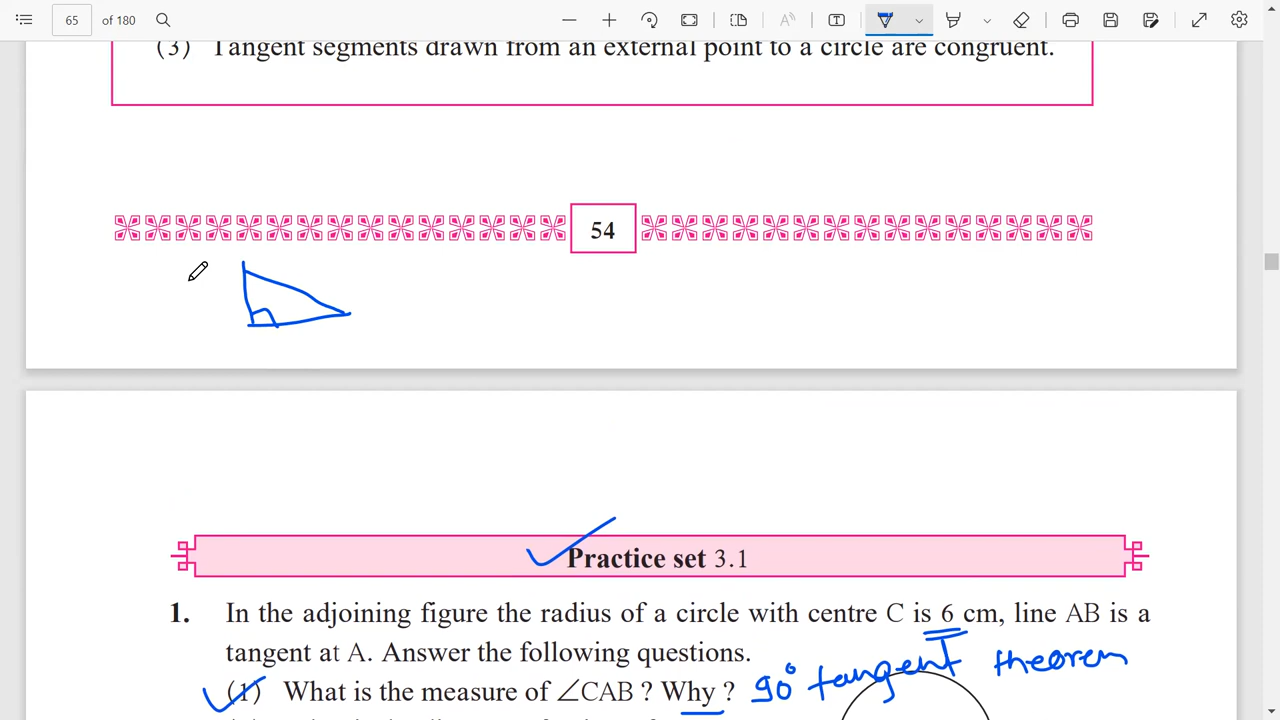 65 of 180
(3) Tangent segments drawn from an external point to a circle are congruent.
54
Practice set 3.1
1. In the adjoining figure the radius of a circle with centre C is 6 cm, line AB is a
tangent at A. Answer the following questions.
(1) What is the measure of ∠CAB ? Why ? 90° tangent theorem